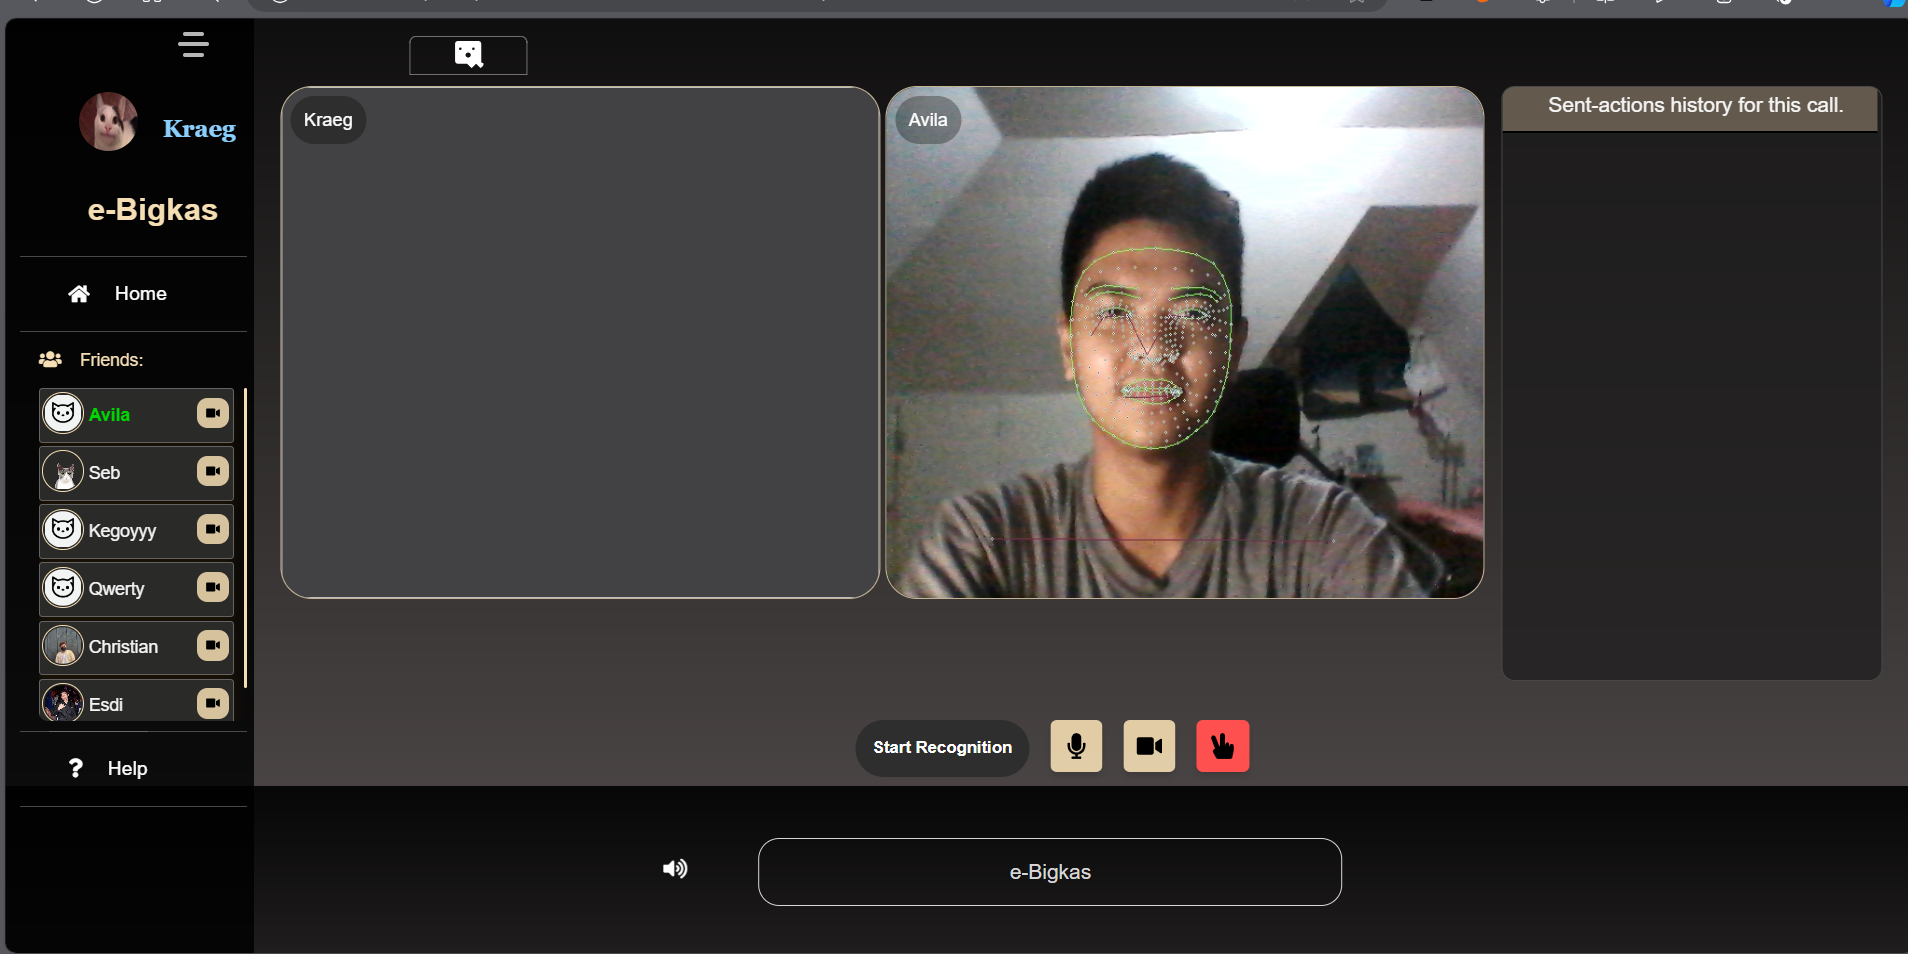 Kraeg
e-Bigkas
Home
Friends:
Avila
Seb
Kegoyyy
Qwerty
Christian
Esdi
Help
Kraeg
Avila
Sent-actions history for this call.
Start Recognition
e-Bigkas